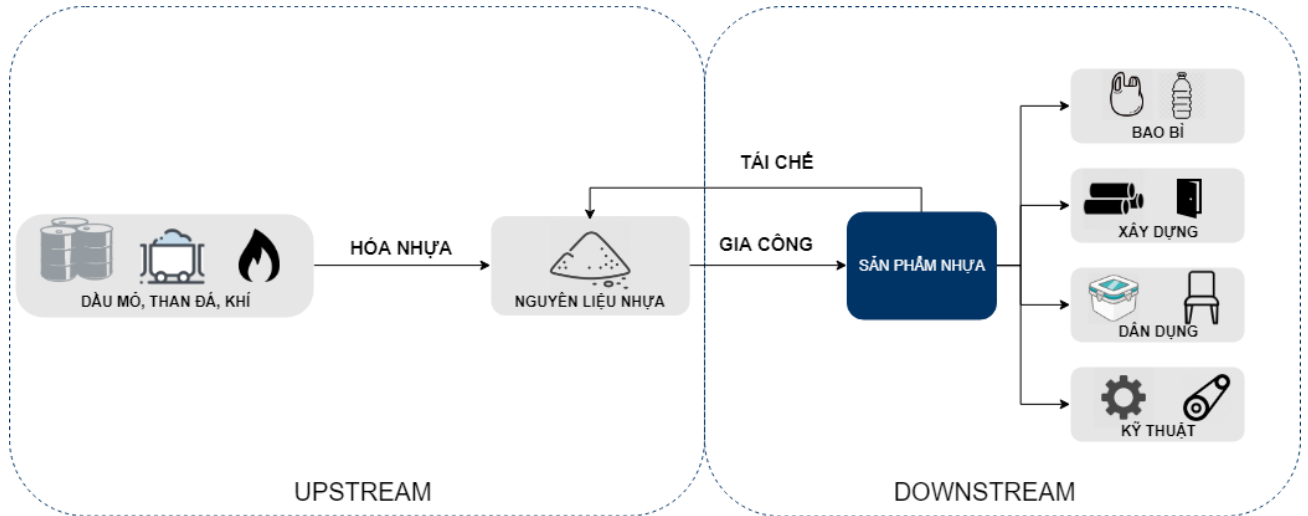 BAO BÌ
TÁI CHẾ
XÂY DỰNG
HÓA NHỰA
GIA CÔNG
SẢN PHẨM NHỰA
DẦU MỎ, THAN ĐÁ, KHÍ
NGUYÊN LIỆU NHỰA
DÂN DỤNG
KỸ THUẬT
UPSTREAM
DOWNSTREAM